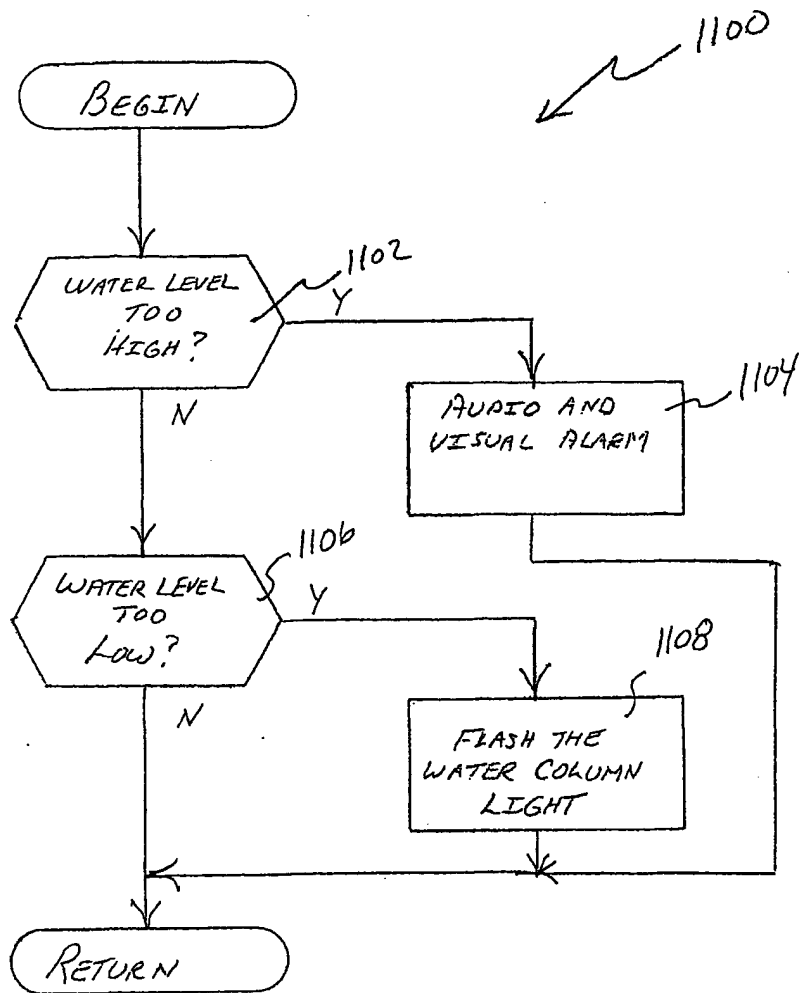 1100
BEGIN
1102
WATER LEVEL
TOO
HIGH?
Y
N
1104
AUDIO AND
VISUAL ALARM
1106
WATER LEVEL
TOO
LOW?
Y
N
1108
FLASH THE
WATER COLUMN
LIGHT
RETURN